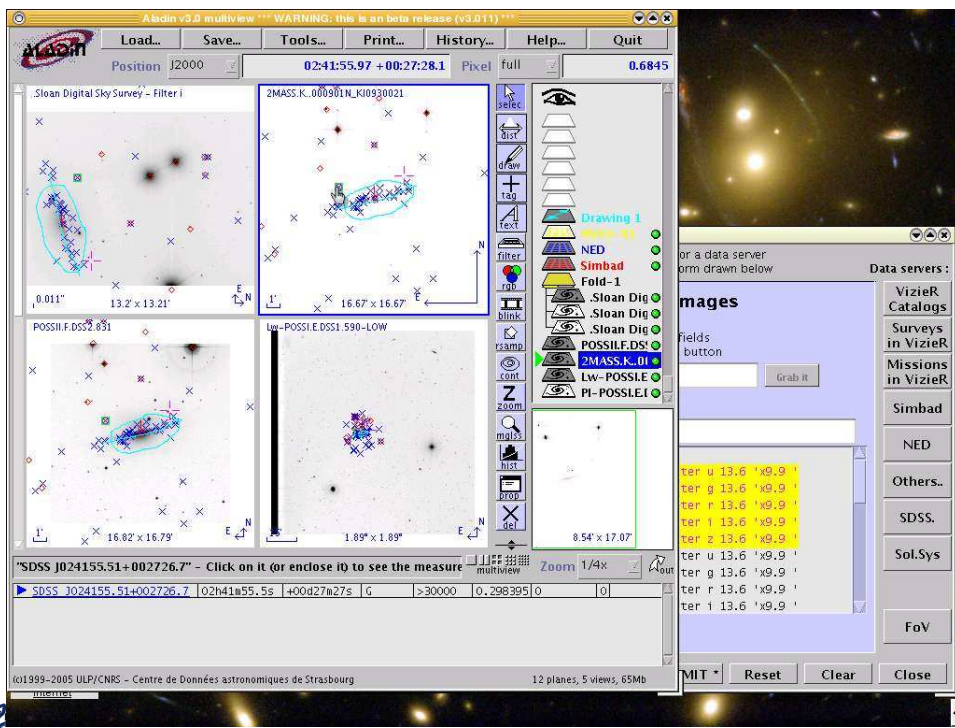 Aladin v3.0 multiview *** WARNING: this is an beta release (v3.011) ***
ALADIN
Load... Save... Tools... Print... History... Help... Quit
Position J2000 02:41:55.97 +00:27:28.1 Pixel full 0.6845
.Sloan Digital Sky Survey - Filter i
0.011"
13.2' x 13.21'
E N
2MASS.K..000901N_KI0930021
1'
16.67' x 16.67'
E N
POSSII.F.DSS2.831
1'
16.82' x 16.79'
E N
Lw-POSSI.E.DSS1.590-LOW
1.89° x 1.89°
E N
selec
dist
draw
tag
text
filter
rgb
blink
rsamp
cont
zoom
mglss
hist
prop
del
Drawing 1
NED
Simbad
Fold-1
.Sloan Dig
.Sloan Dig
.Sloan Dig
POSSII.F.DS
2MASS.K..0
Lw-POSSI.E
Pl-POSSI.E.
8.54' x 17.07'
"SDSS J024155.51+002726.7" - Click on it (or enclose it) to see the measure
multiview Zoom 1/4x out
SDSS J024155.51+002726.7 02h41m55.5s +00d27m27s G >30000 0.298395 0 0
(c)1999-2005 ULP/CNRS - Centre de Données astronomiques de Strasbourg 12 planes, 5 views, 65Mb
or a data server
orm drawn below
Data servers :
mages
fields
button
Grab it
ter u 13.6 'x9.9 '
ter g 13.6 'x9.9 '
ter r 13.6 'x9.9 '
ter i 13.6 'x9.9 '
ter z 13.6 'x9.9 '
ter u 13.6 'x9.9 '
ter g 13.6 'x9.9 '
ter r 13.6 'x9.9 '
ter i 13.6 'x9.9 '
VizieR
Catalogs
Surveys
in VizieR
Missions
in VizieR
Simbad
NED
Others..
SDSS.
Sol.Sys
FoV
MIT * Reset Clear Close
Internet